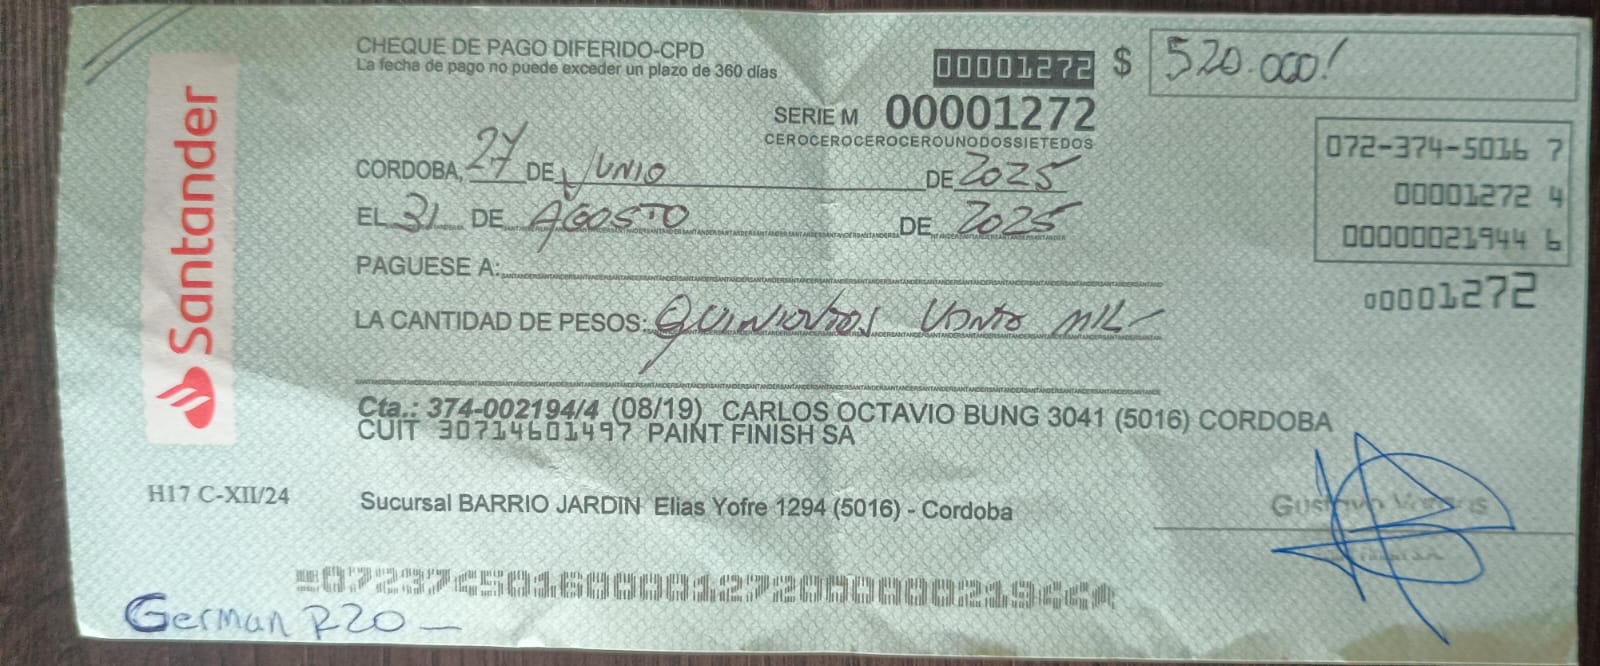 Santander
CHEQUE DE PAGO DIFERIDO-CPD
La fecha de pago no puede exceder un plazo de 360 días
00001272
$ 520.000!
SERIE M 00001272
CEROCEROCEROCEROUNODOSSIETEDOS
072-374-5016 7
00001272 4
00000021944 6
00001272
CORDOBA, 27 DE JUNIO DE 2025
EL 31 DE AGOSTO DE 2025
PAGUESE A:
LA CANTIDAD DE PESOS: QUINIENTOS VEINTE MIL
Cta.: 374-002194/4 (08/19) CARLOS OCTAVIO BUNG 3041 (5016) CORDOBA
CUIT 30714601497 PAINT FINISH SA
H17 C-XII/24
Sucursal BARRIO JARDIN Elias Yofre 1294 (5016) - Cordoba
Gustavo
07237450160000127200000021944
German R20